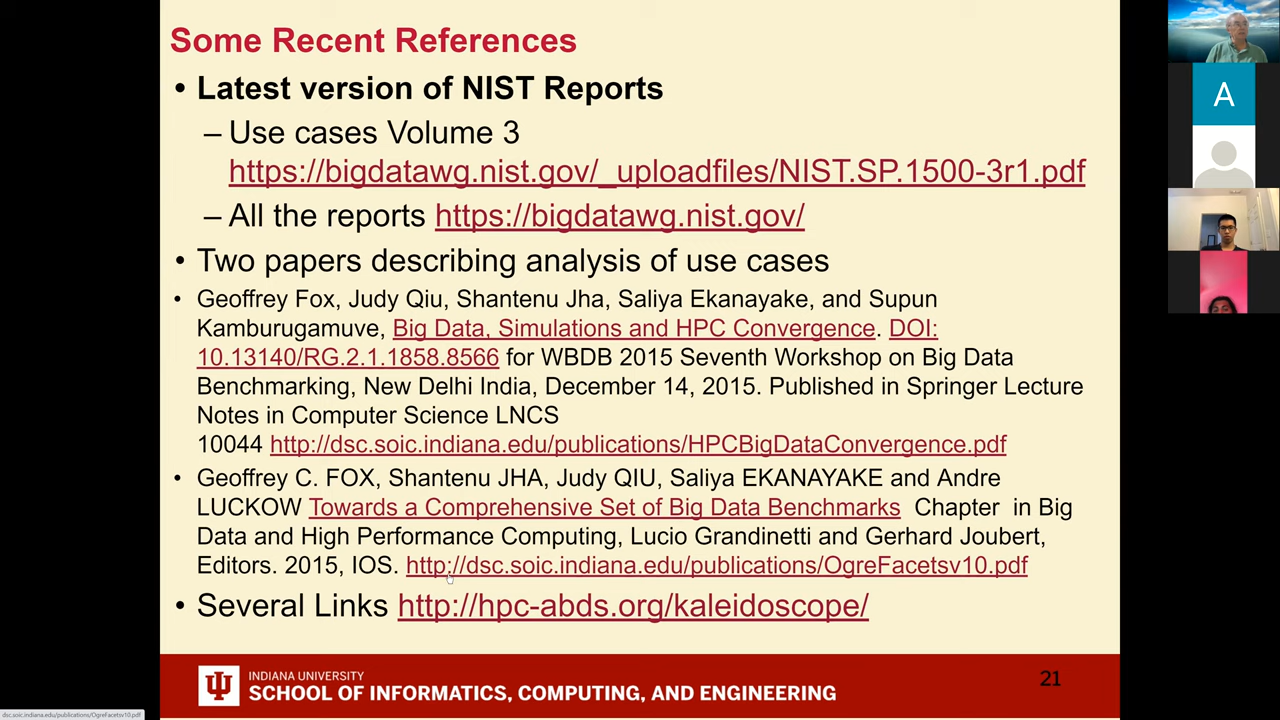 Some Recent References
• Latest version of NIST Reports
– Use cases Volume 3
https://bigdatawg.nist.gov/_uploadfiles/NIST.SP.1500-3r1.pdf
– All the reports https://bigdatawg.nist.gov/
• Two papers describing analysis of use cases
• Geoffrey Fox, Judy Qiu, Shantenu Jha, Saliya Ekanayake, and Supun
Kamburugamuve, Big Data, Simulations and HPC Convergence. DOI:
10.13140/RG.2.1.1858.8566 for WBDB 2015 Seventh Workshop on Big Data
Benchmarking, New Delhi India, December 14, 2015. Published in Springer Lecture
Notes in Computer Science LNCS
10044 http://dsc.soic.indiana.edu/publications/HPCBigDataConvergence.pdf
• Geoffrey C. FOX, Shantenu JHA, Judy QIU, Saliya EKANAYAKE and Andre
LUCKOW Towards a Comprehensive Set of Big Data Benchmarks Chapter in Big
Data and High Performance Computing, Lucio Grandinetti and Gerhard Joubert,
Editors. 2015, IOS. http://dsc.soic.indiana.edu/publications/OgreFacetsv10.pdf
• Several Links http://hpc-abds.org/kaleidoscope/
INDIANA UNIVERSITY
SCHOOL OF INFORMATICS, COMPUTING, AND ENGINEERING
21
dsc.soic.indiana.edu/publications/OgreFacetsv10.pdf
A